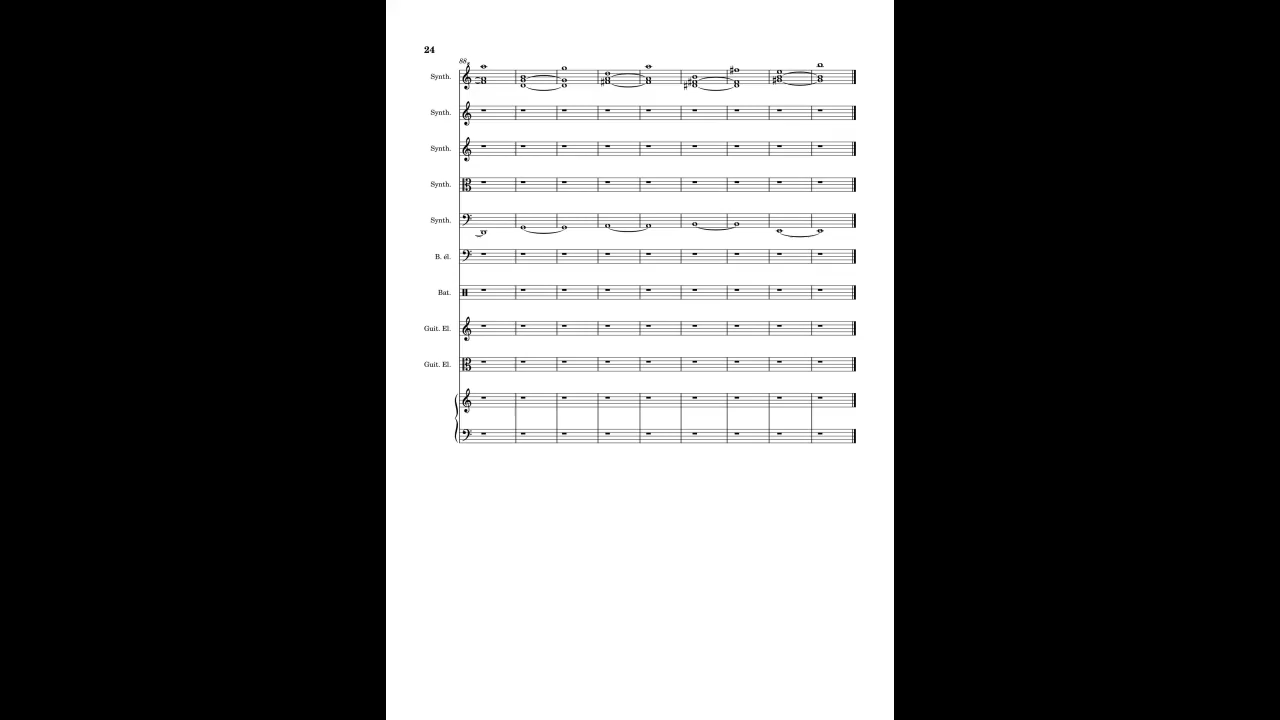 24
88
Synth.
Synth.
Synth.
Synth.
Synth.
B. él.
Bat.
Guit. El.
Guit. El.